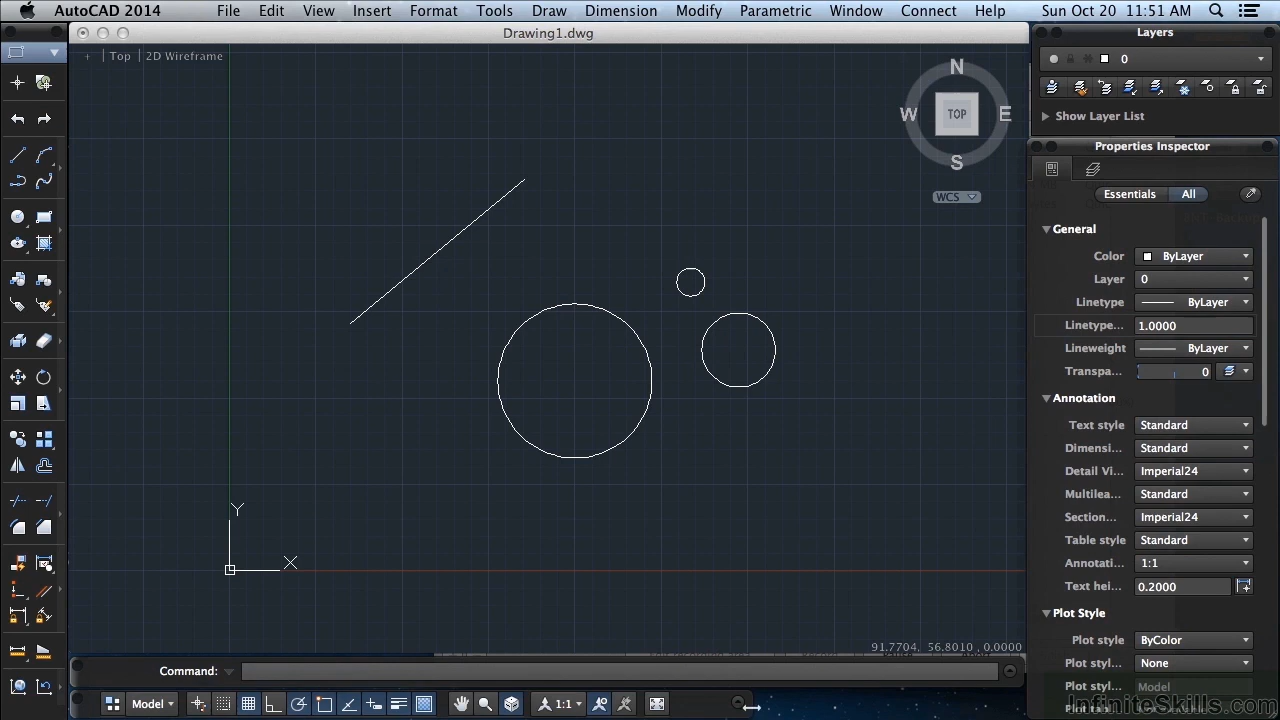 AutoCAD 2014 File Edit View Insert Format Tools Draw Dimension Modify Parametric Window Connect Help Sun Oct 20 11:51 AM
Drawing1.dwg
+ Top 2D Wireframe
N
W TOP E
S
WCS
Y
X
91.7704, 56.8010 , 0.0000
Command:
Model
1:1
Layers
0
Show Layer List
Properties Inspector
Essentials All
General
Color ByLayer
Layer 0
Linetype ByLayer
Linetype... 1.0000
Lineweight ByLayer
Transpa... 0
Annotation
Text style Standard
Dimensi... Standard
Detail Vi... Imperial24
Multilea... Standard
Section... Imperial24
Table style Standard
Annotati... 1:1
Text hei... 0.2000
Plot Style
Plot style ByColor
Plot styl... None
Plot styl... Model
InfiniteSkills.com